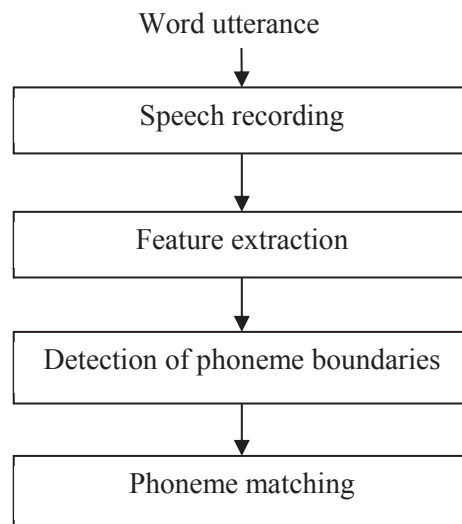 Word utterance
Speech recording
Feature extraction
Detection of phoneme boundaries
Phoneme matching